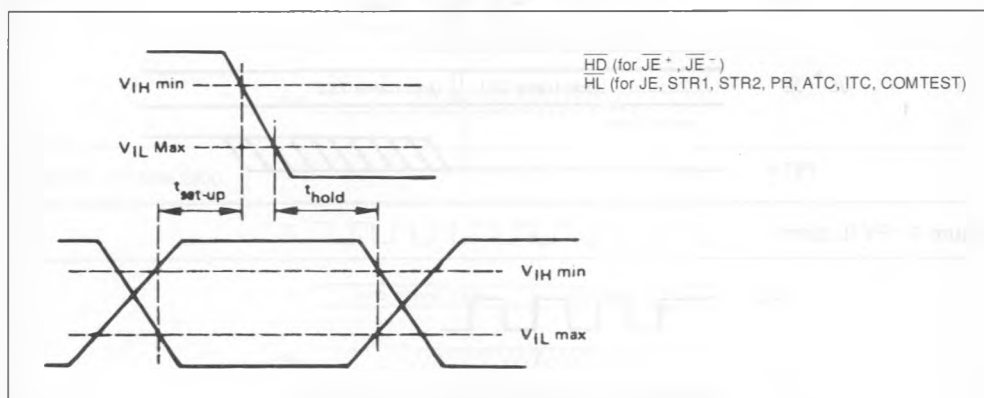 HD (for JE⁺, JE⁻)
HL (for JE, STR1, STR2, PR, ATC, ITC, COMTEST)
VIH min
VIL Max
tset-up
thold
VIH min
VIL max